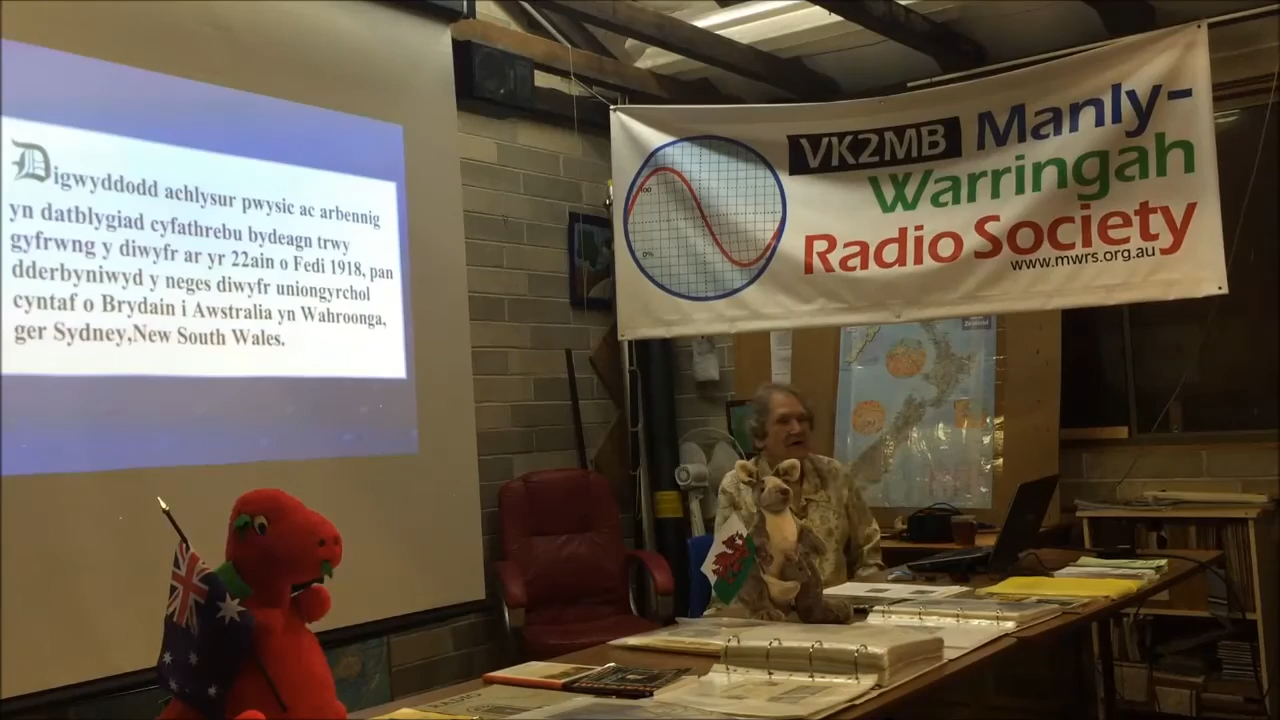 Digwyddodd achlysur pwysic ac arbennig
yn datblygiad cyfathrebu bydeagn trwy
gyfrwng y diwyfr ar yr 22ain o Fedi 1918, pan
dderbyniwyd y neges diwyfr uniongyrchol
cyntaf o Brydain i Awstralia yn Wahroonga,
ger Sydney,New South Wales.
VK2MB Manly-
Warringah
Radio Society
www.mwrs.org.au
100
0%